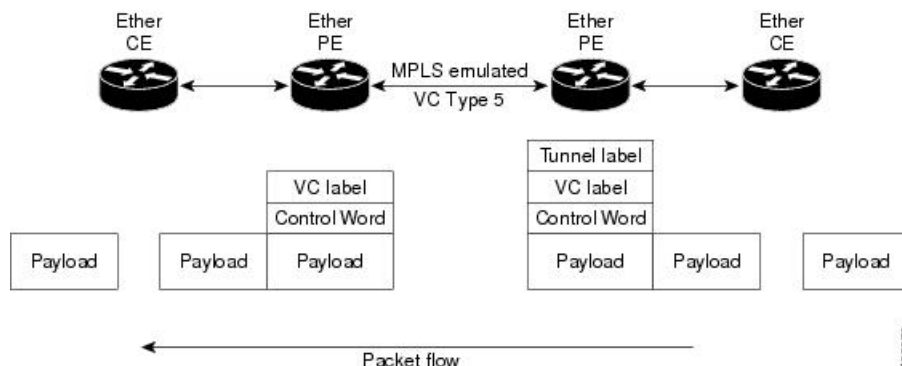 Ether
CE
Ether
PE
Ether
PE
Ether
CE
MPLS emulated
VC Type 5
Tunnel label
VC label
VC label
Control Word
Control Word
Payload
Payload
Payload
Payload
Payload
Payload
Packet flow